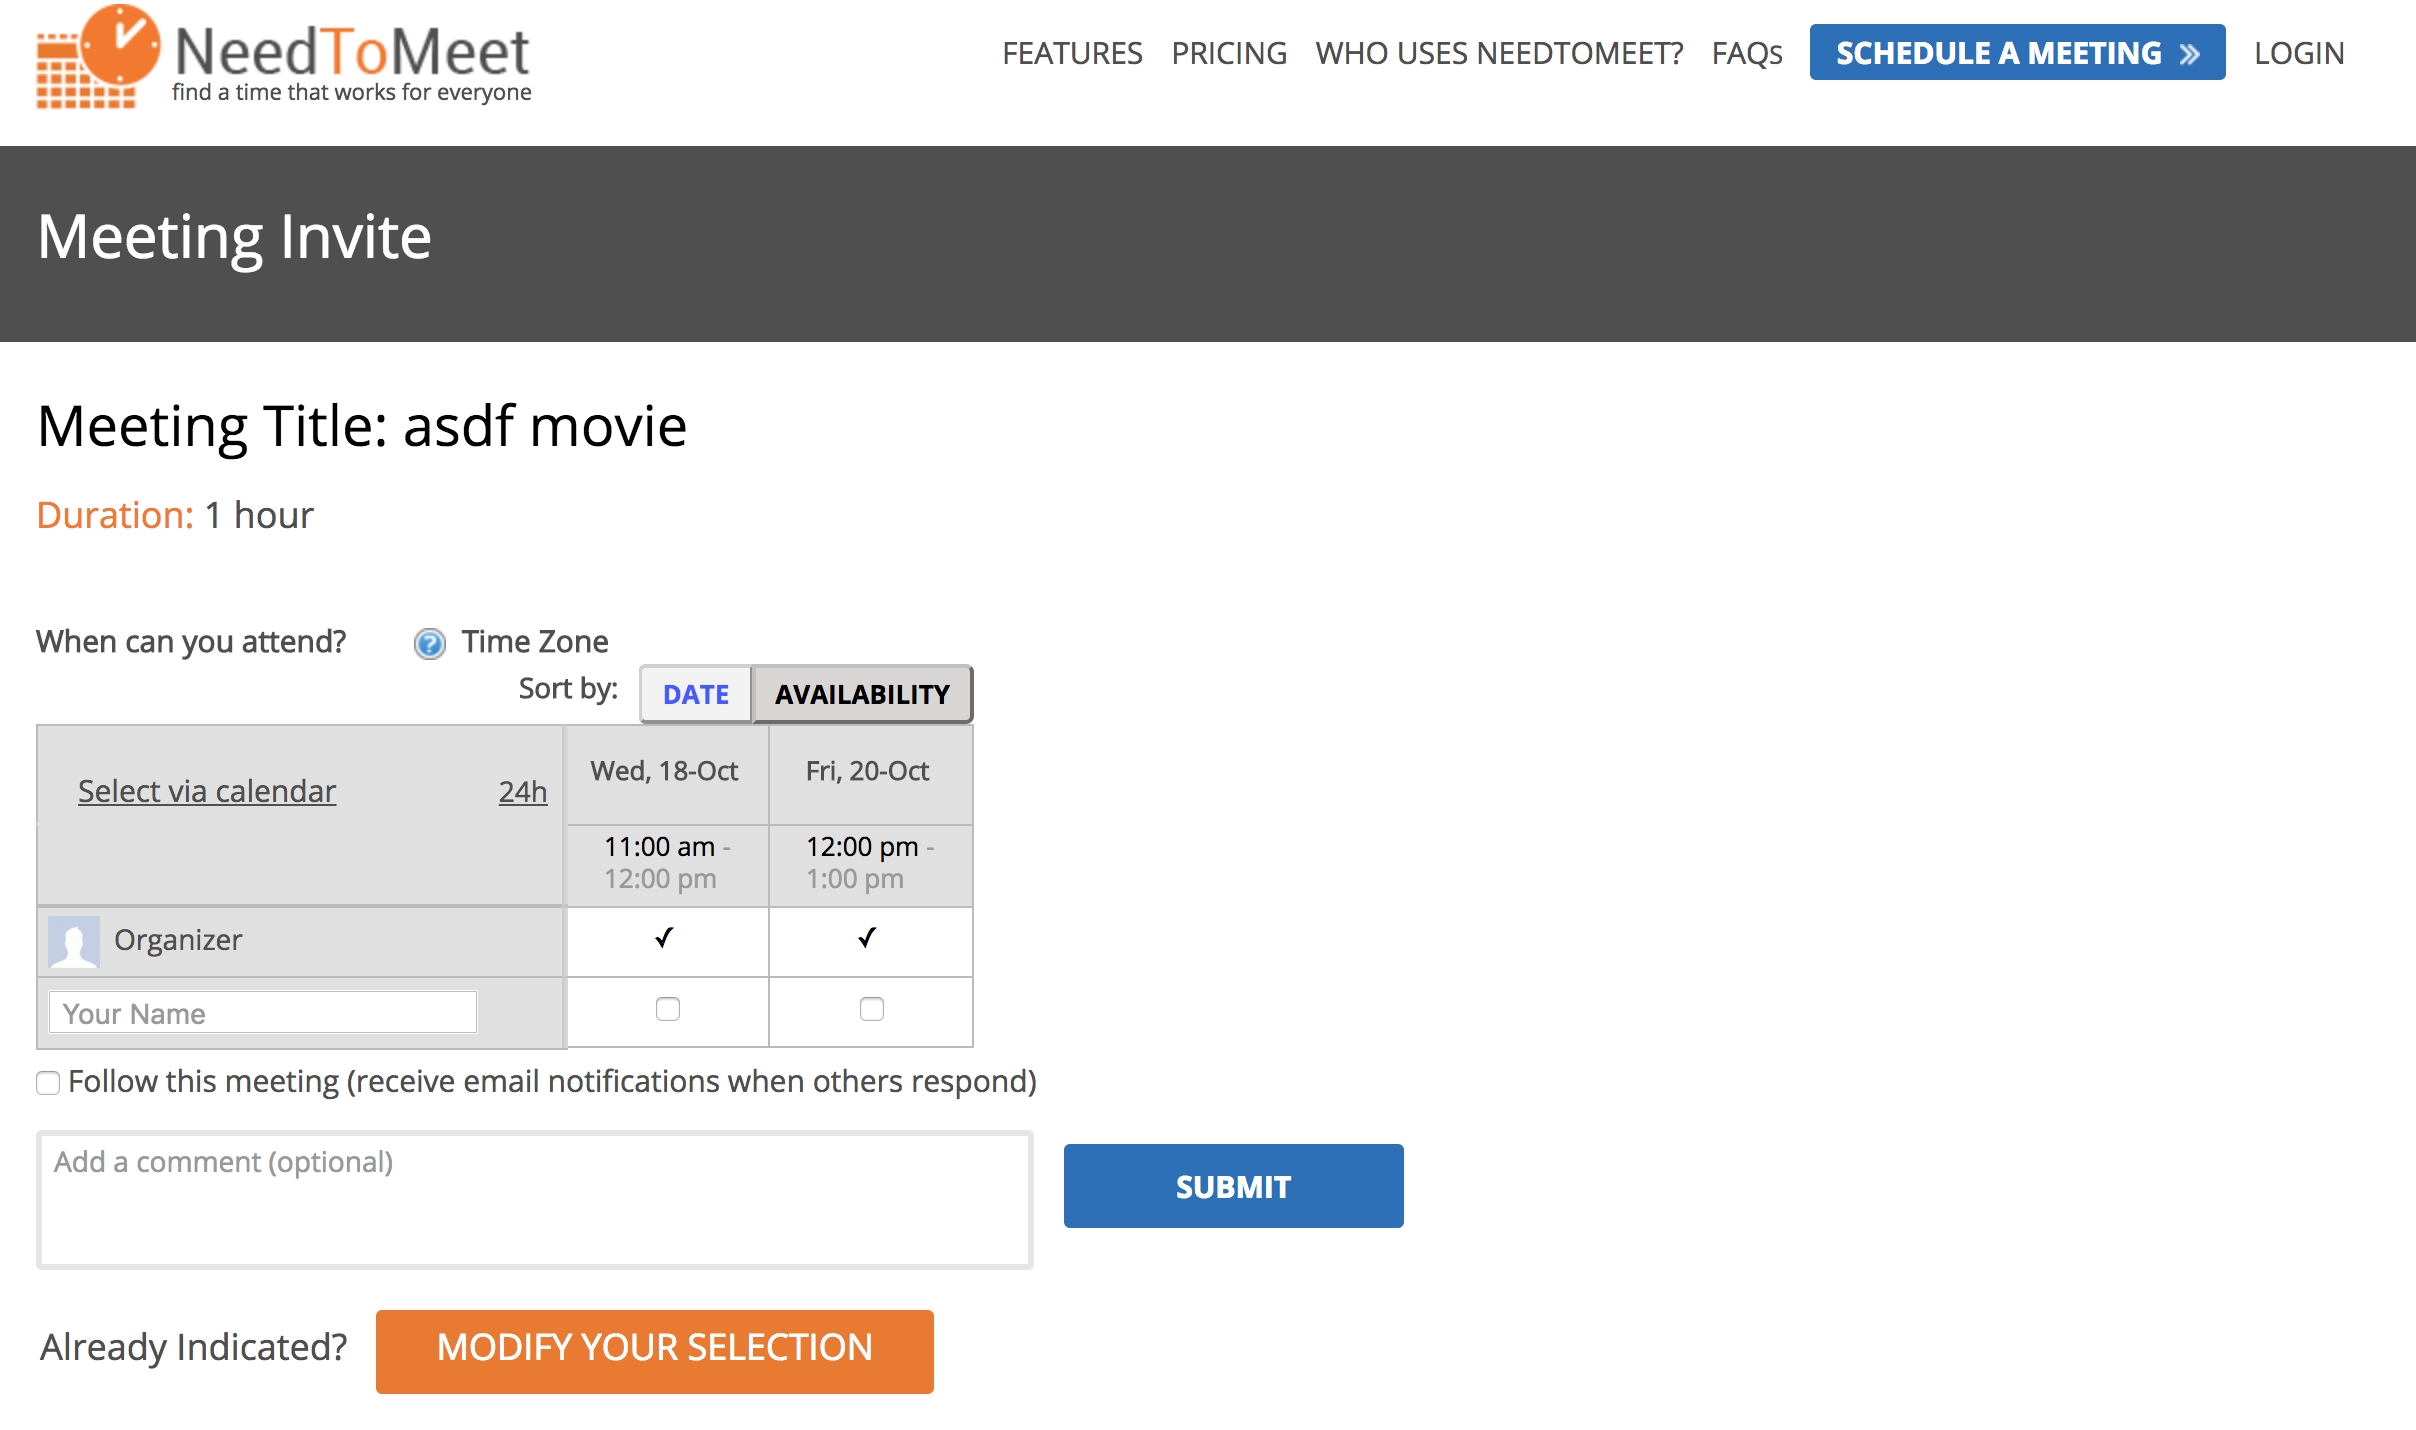 NeedToMeet
find a time that works for everyone
FEATURES PRICING WHO USES NEEDTOMEET? FAQs SCHEDULE A MEETING » LOGIN
Meeting Invite
Meeting Title: asdf movie
Duration: 1 hour
When can you attend? ? Time Zone
Sort by: DATE AVAILABILITY
Select via calendar 24h
Wed, 18-Oct Fri, 20-Oct
11:00 am - 12:00 pm -
12:00 pm 1:00 pm
Organizer ✓ ✓
Your Name
Follow this meeting (receive email notifications when others respond)
Add a comment (optional)
SUBMIT
Already Indicated? MODIFY YOUR SELECTION